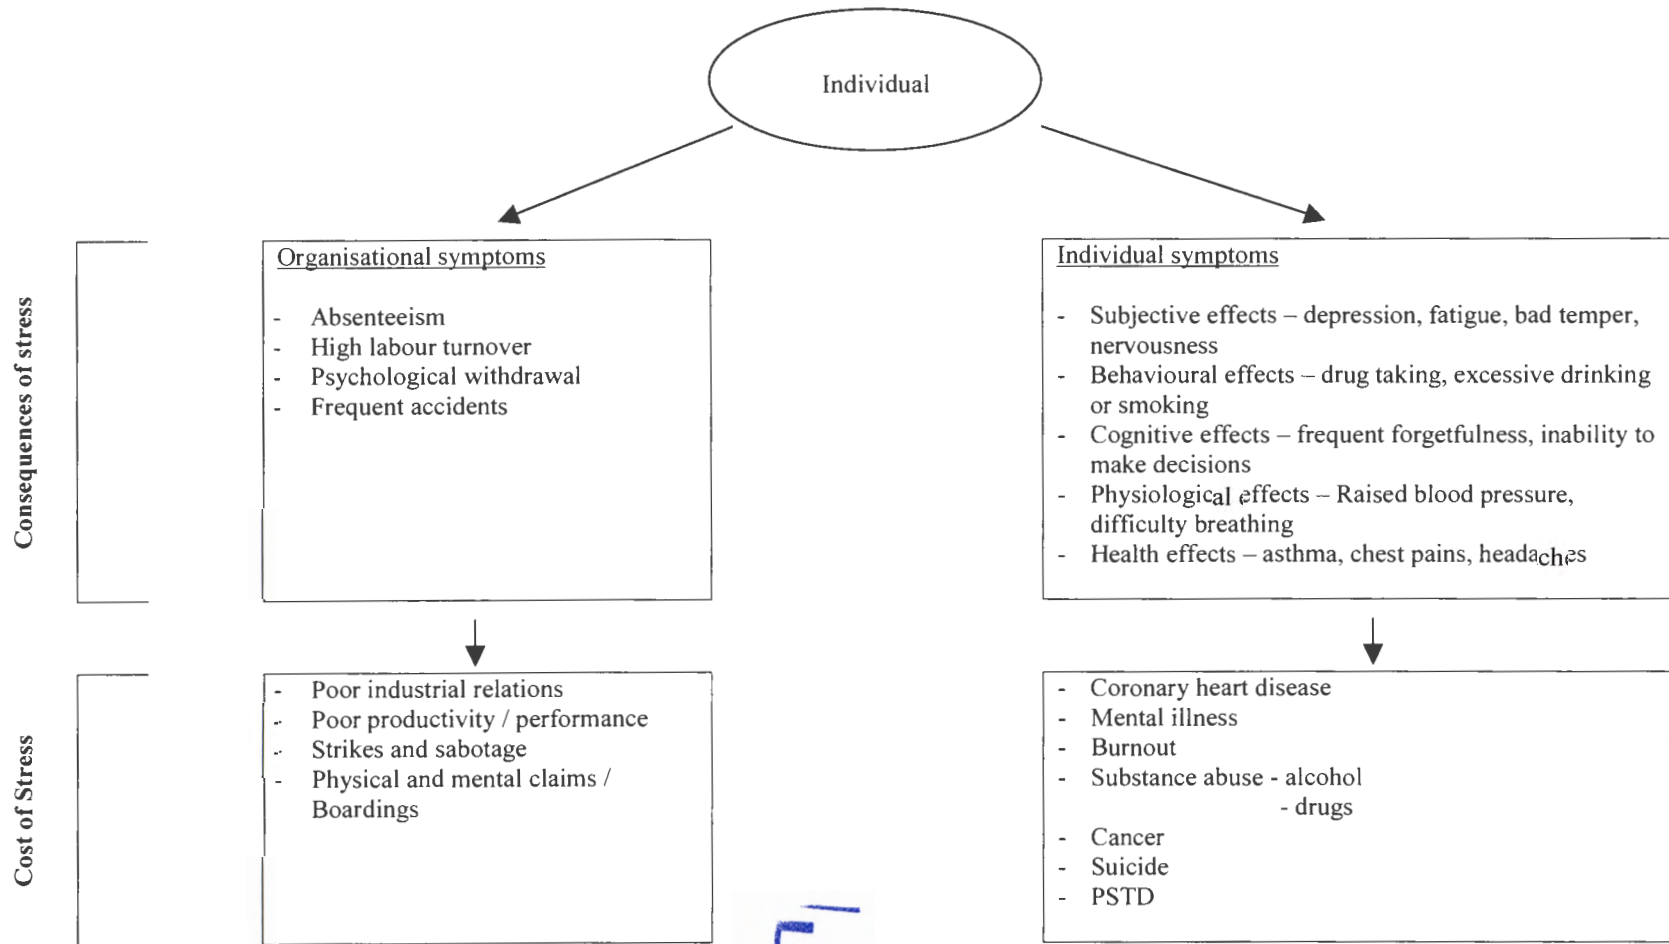 Individual
Consequences of stress
Organisational symptoms
- Absenteeism
- High labour turnover
- Psychological withdrawal
- Frequent accidents
Individual symptoms
- Subjective effects – depression, fatigue, bad temper,
nervousness
- Behavioural effects – drug taking, excessive drinking
or smoking
- Cognitive effects – frequent forgetfulness, inability to
make decisions
- Physiological effects – Raised blood pressure,
difficulty breathing
- Health effects – asthma, chest pains, headaches
Cost of Stress
- Poor industrial relations
- Poor productivity / performance
- Strikes and sabotage
- Physical and mental claims /
Boardings
- Coronary heart disease
- Mental illness
- Burnout
- Substance abuse - alcohol
- drugs
- Cancer
- Suicide
- PSTD